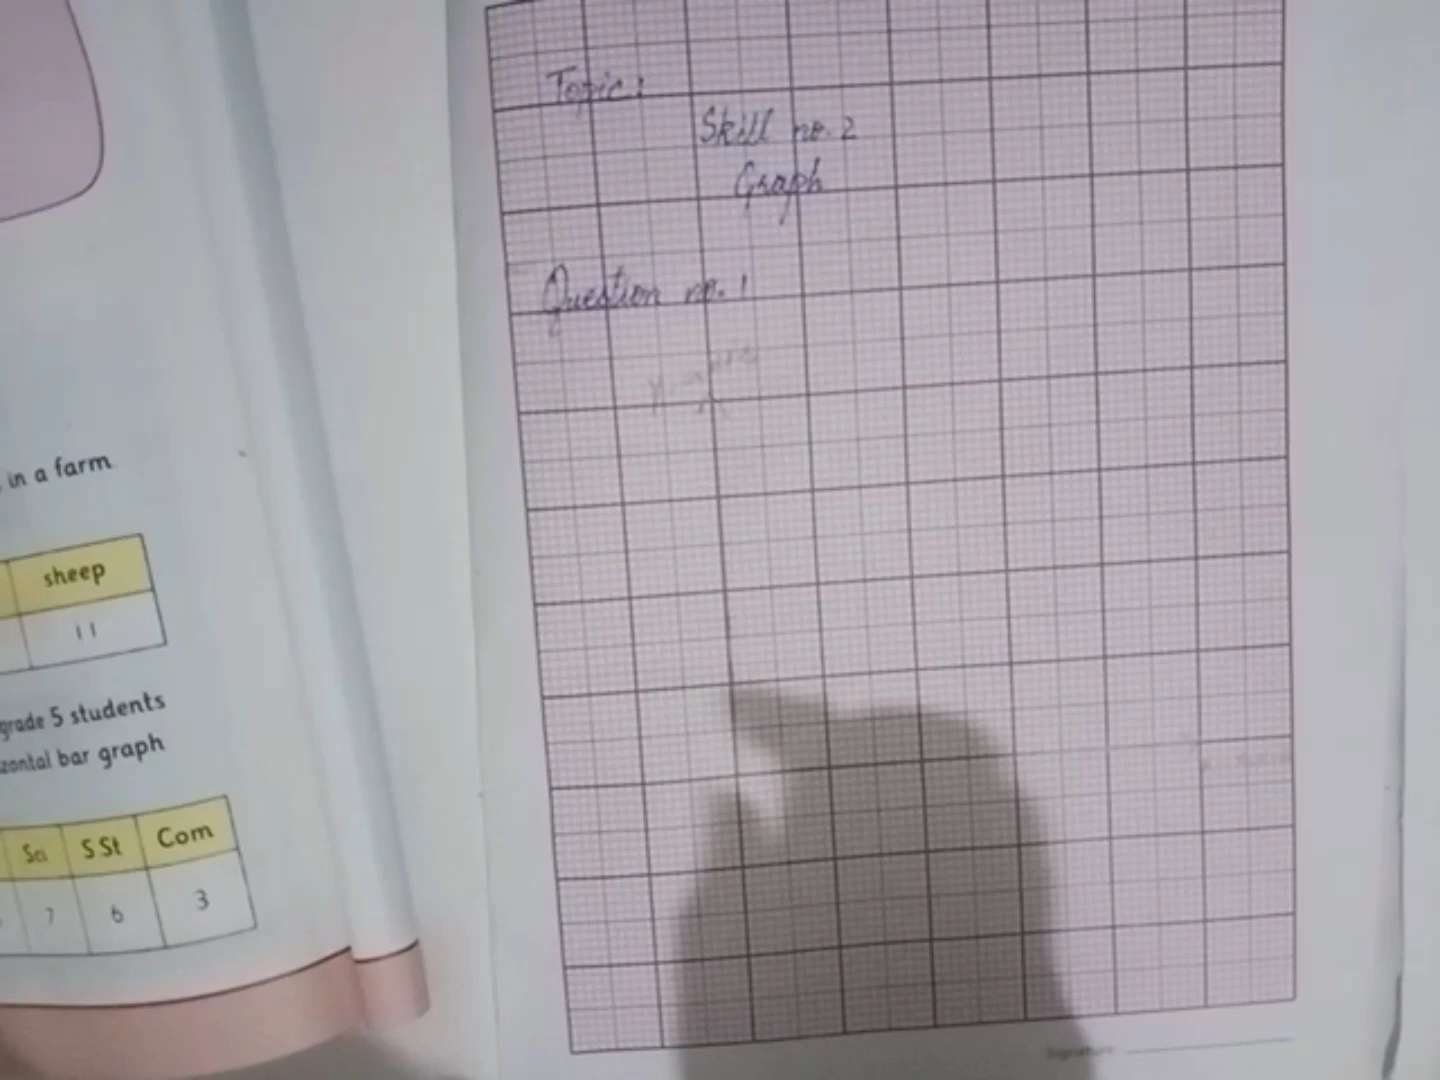 in a farm
sheep
11
grade 5 students
zontal bar graph
Sci S St Com
7 6 3
Topic:
Skill no. 2
Graph
Question no. 1
Signature